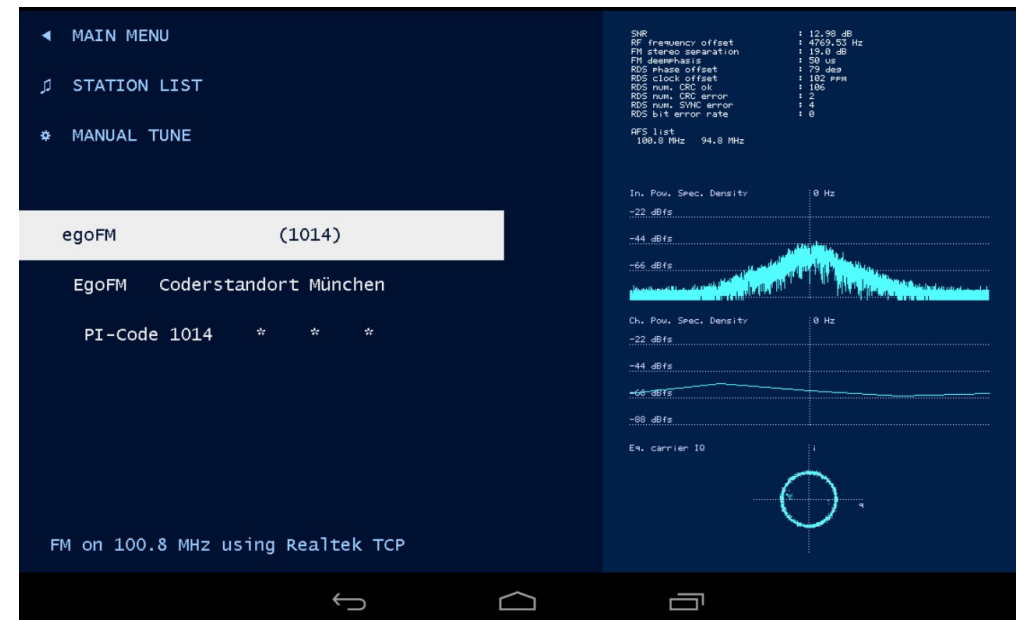 ◄ MAIN MENU
♫ STATION LIST
✲ MANUAL TUNE
egoFM (1014)
EgoFM Coderstandort München
PI-Code 1014 * * *
FM on 100.8 MHz using Realtek TCP
SNR : 12.98 dB
RF frequency offset : 4769.53 Hz
FM stereo separation : 19.0 dB
FM deemphasis : 50 us
RDS phase offset : 79 deg
RDS clock offset : 102 ppm
RDS num. CRC ok : 106
RDS num. CRC error : 2
RDS num. SYNC error : 4
RDS bit error rate : 0
AFS list
100.8 MHz 94.8 MHz
In. Pow. Spec. Density 0 Hz
-22 dBfs
-44 dBfs
-66 dBfs
Ch. Pow. Spec. Density 0 Hz
-22 dBfs
-44 dBfs
-66 dBfs
-88 dBfs
Eq. carrier IQ i
q